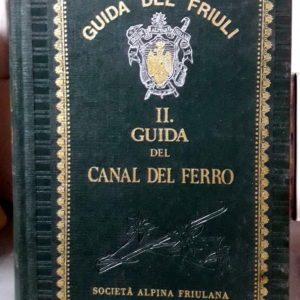 GUIDA DEL FRIULI
II.
GUIDA
DEL
CANAL DEL FERRO
SOCIETÀ ALPINA FRIULANA